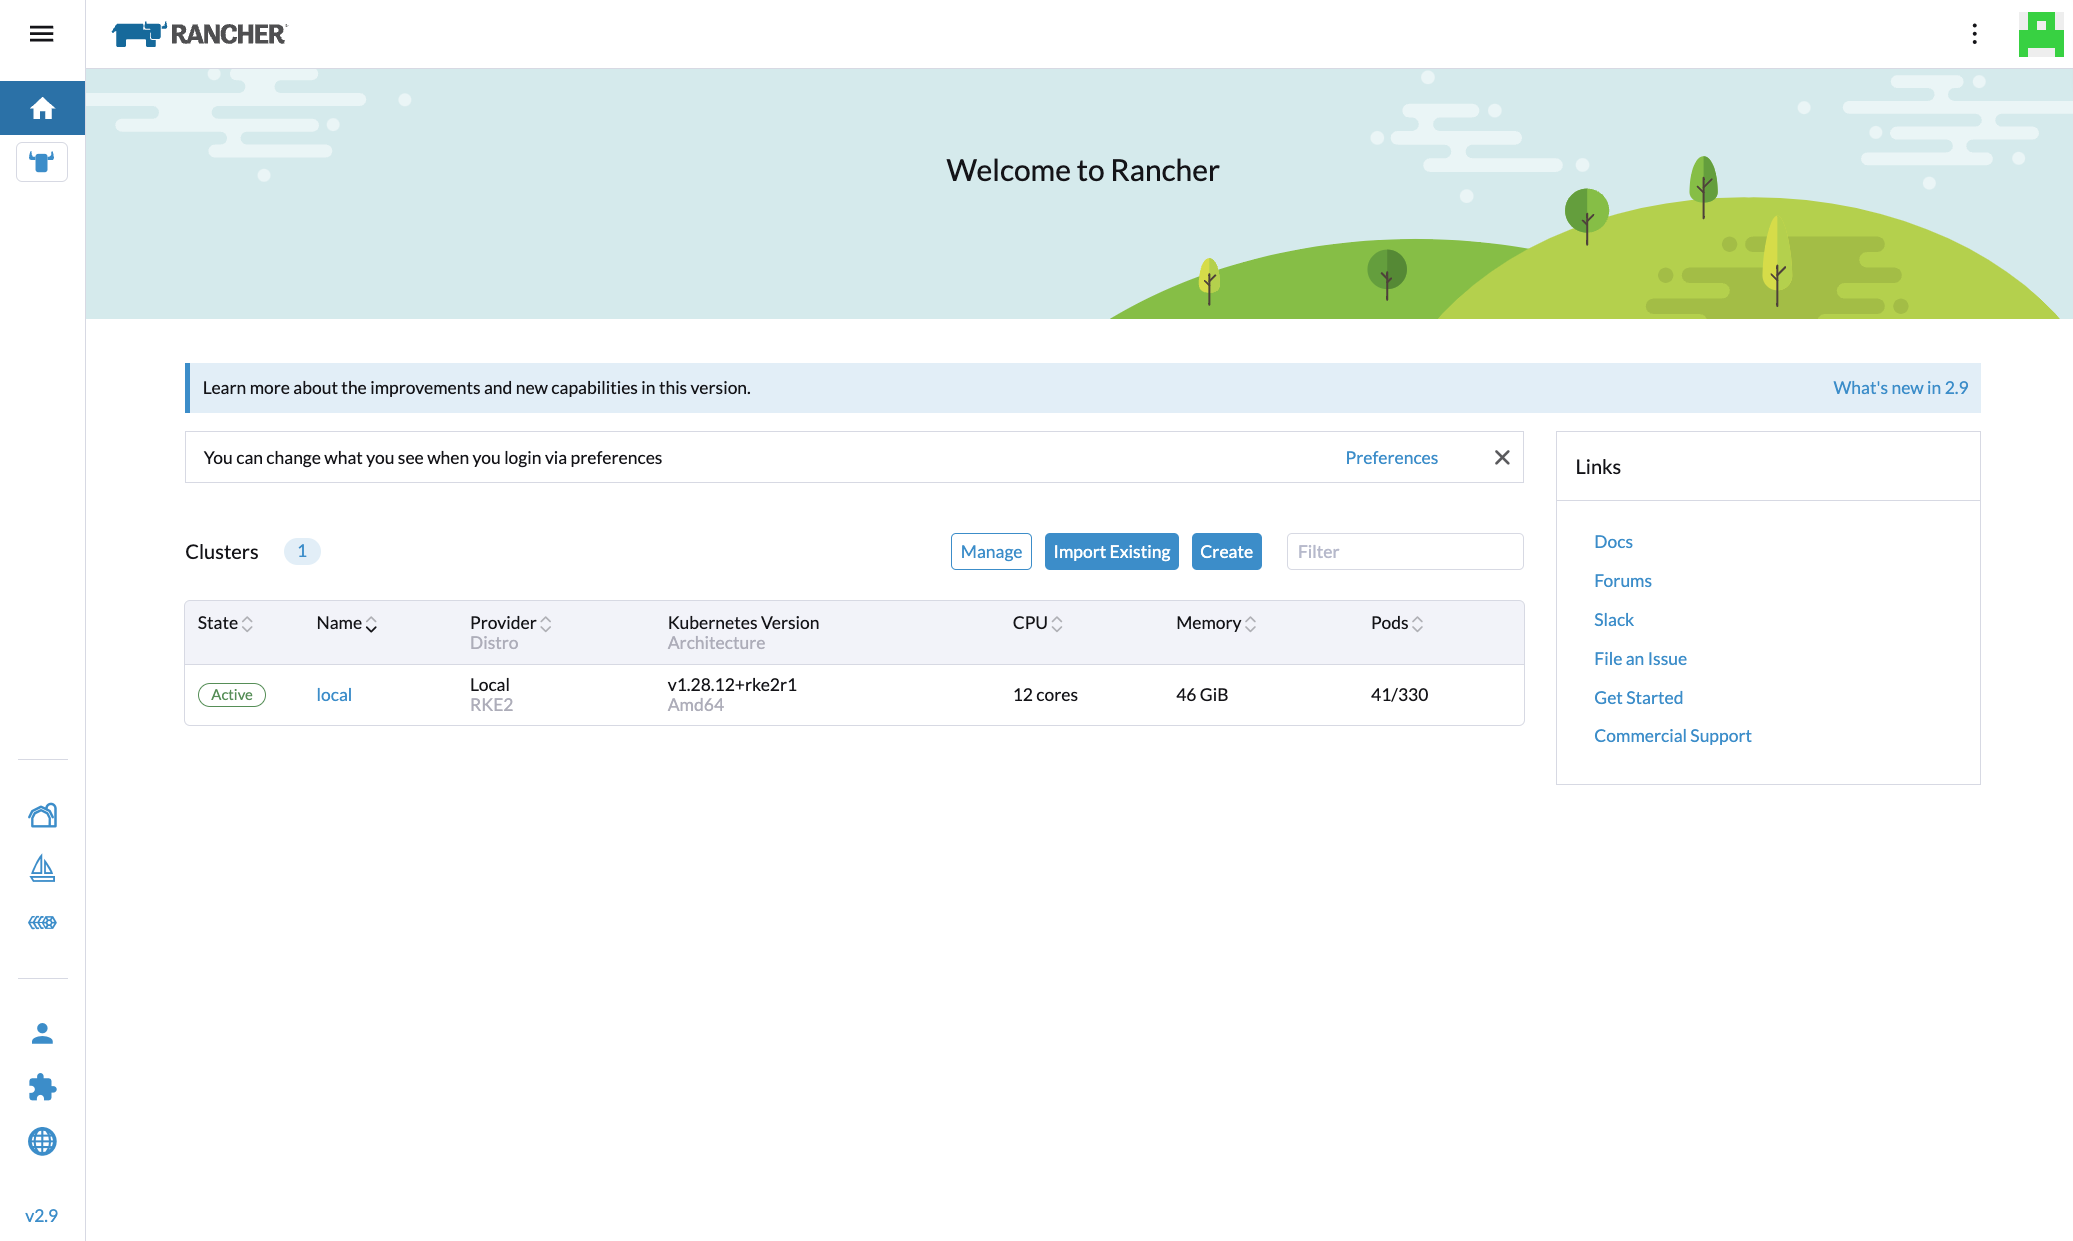 RANCHER
Welcome to Rancher
Learn more about the improvements and new capabilities in this version.
What's new in 2.9
You can change what you see when you login via preferences
Preferences
Links
Docs
Forums
Slack
File an Issue
Get Started
Commercial Support
Clusters 1
Manage
Import Existing
Create
Filter
State Name Provider Kubernetes Version CPU Memory Pods
Distro Architecture
Active local Local v1.28.12+rke2r1 12 cores 46 GiB 41/330
RKE2 Amd64
v2.9